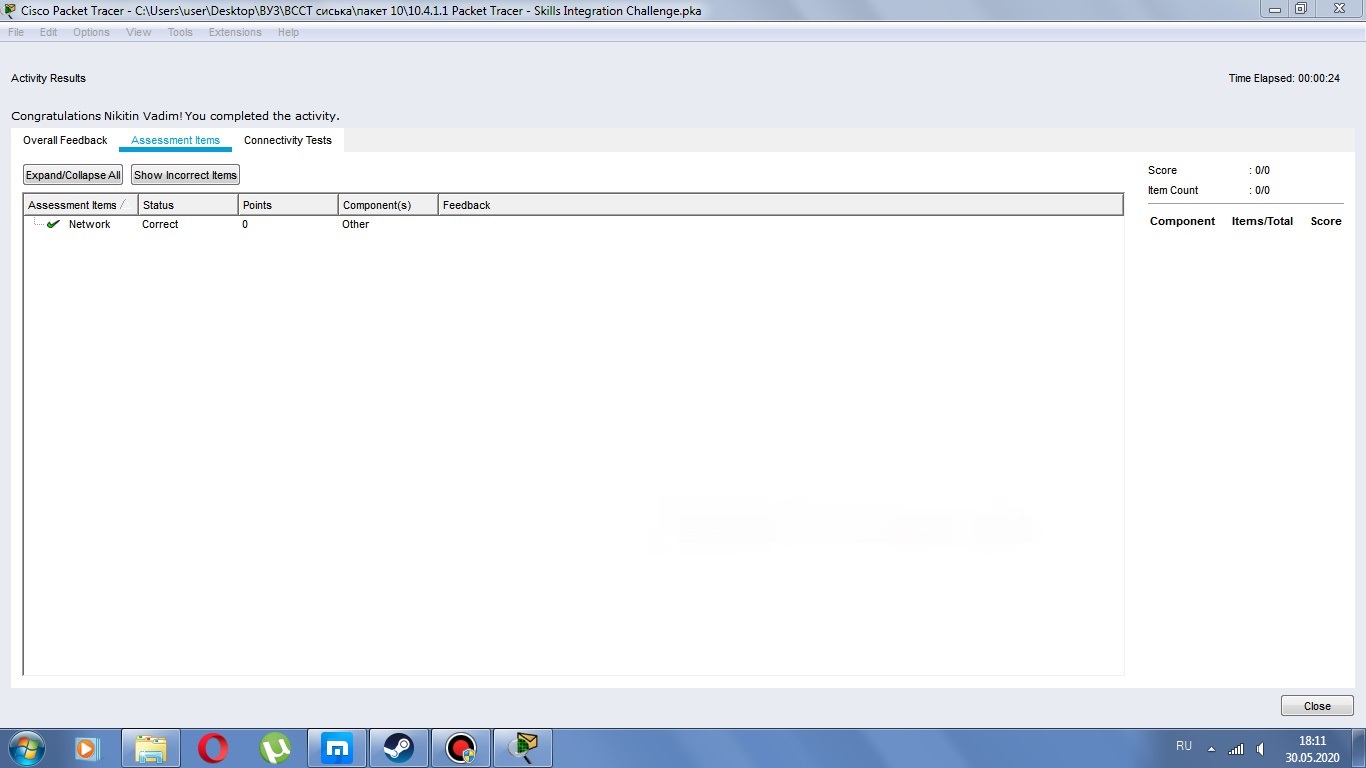 Cisco Packet Tracer - C:\Users\user\Desktop\ВУЗ\ВССТ сиська\пакет 10\10.4.1.1 Packet Tracer - Skills Integration Challenge.pka
File Edit Options View Tools Extensions Help
Activity Results
Time Elapsed: 00:00:24
Congratulations Nikitin Vadim! You completed the activity.
Overall Feedback Assessment Items Connectivity Tests
Expand/Collapse All Show Incorrect Items
Score : 0/0
Item Count : 0/0
Component Items/Total Score
Assessment Items Status Points Component(s) Feedback
Network Correct 0 Other
Close
RU
18:11
30.05.2020